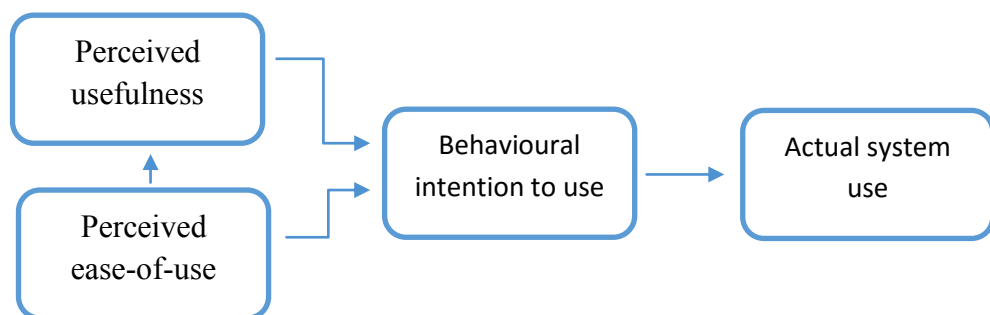 Perceived
usefulness
Perceived
ease-of-use
Behavioural
intention to use
Actual system
use